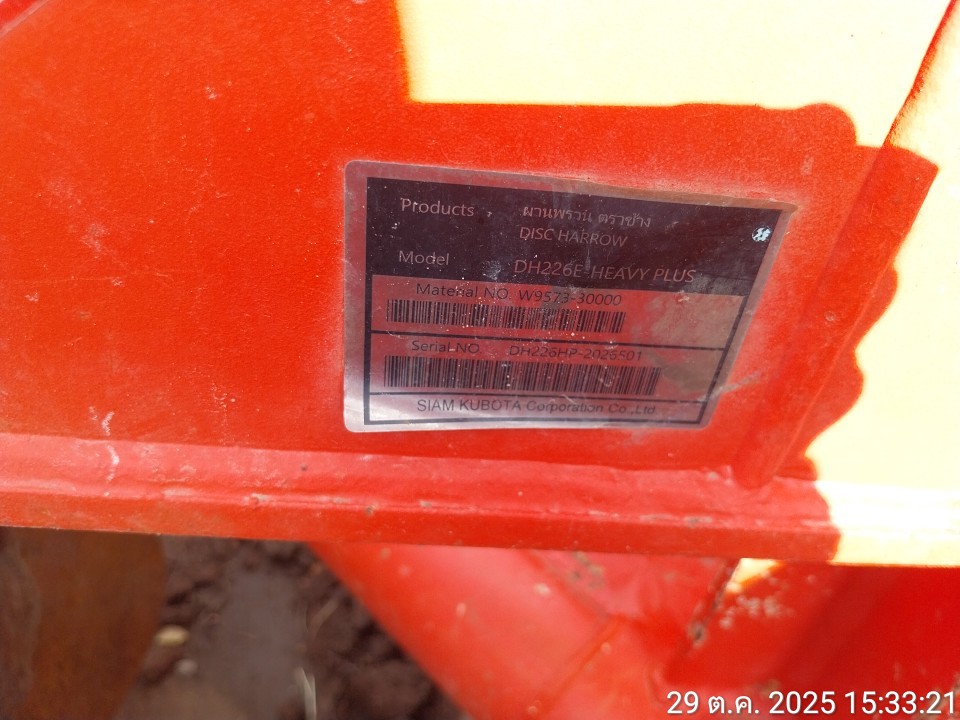 Products ผานพรวน ตราช้าง
DISC HARROW
Model DH226E-HEAVY PLUS
Material NO. W9573-30000
Serial NO. DH226HP-2026501
SIAM KUBOTA Corporation Co.,Ltd.
29 ต.ค. 2025 15:33:21